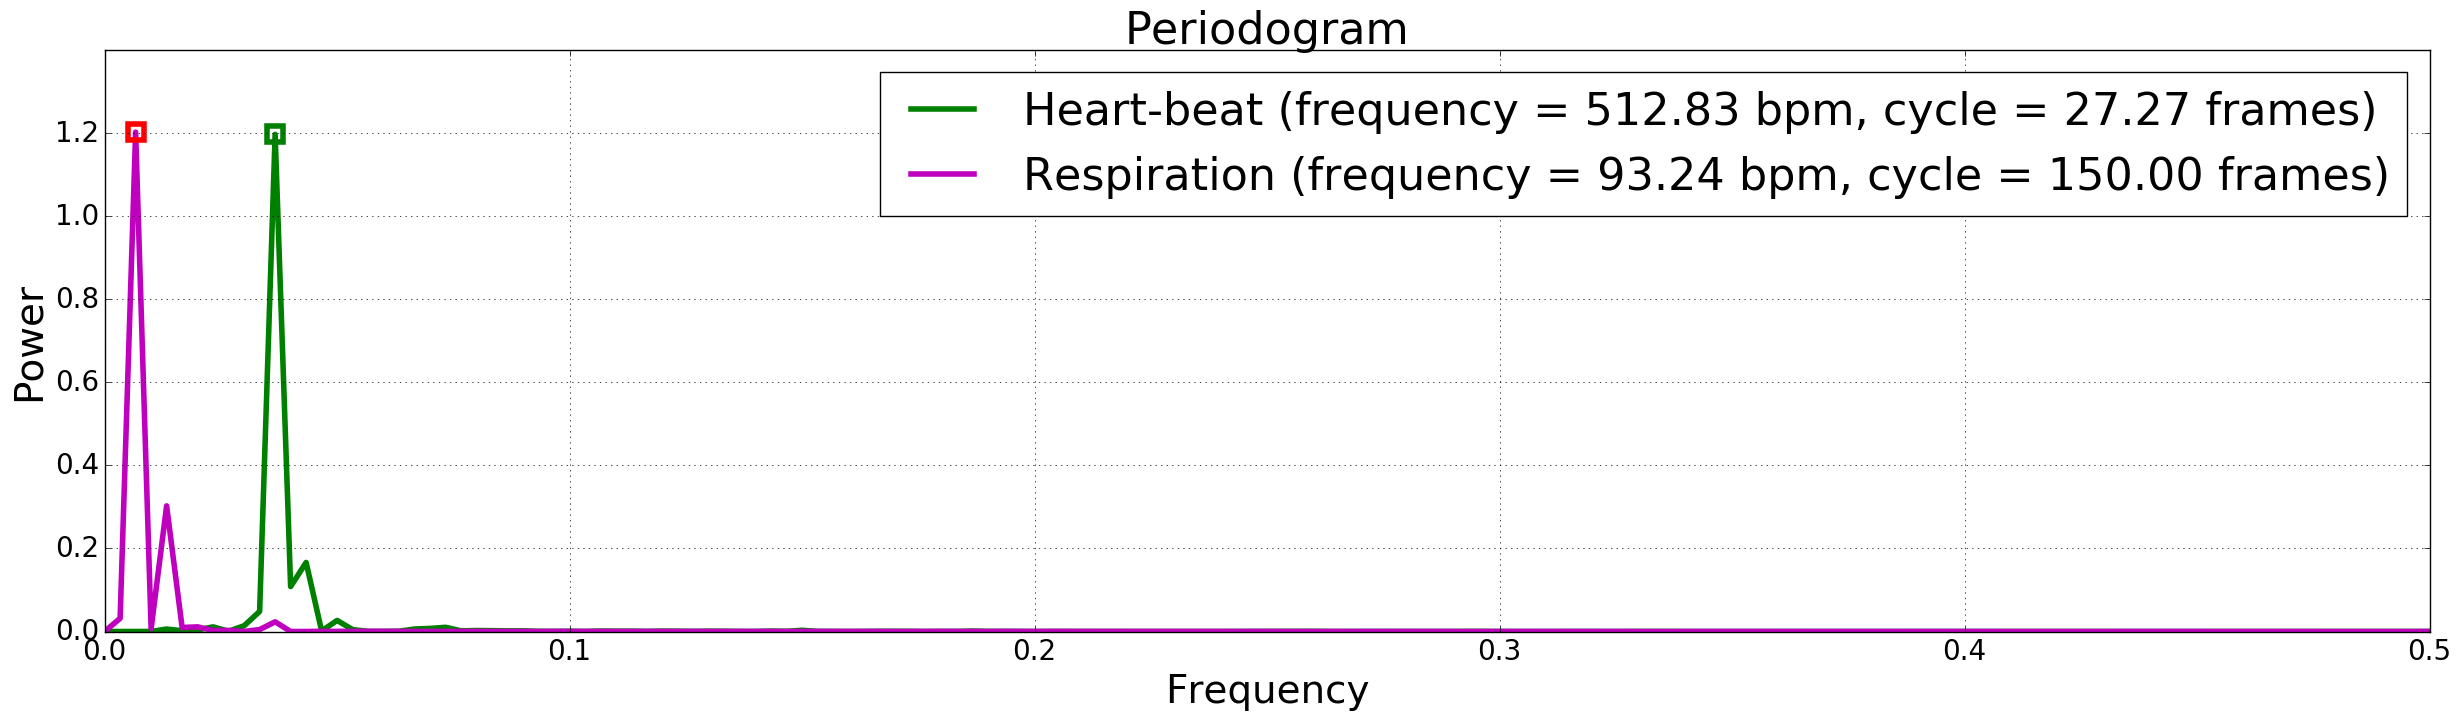 Periodogram
Heart-beat (frequency = 512.83 bpm, cycle = 27.27 frames)
Respiration (frequency = 93.24 bpm, cycle = 150.00 frames)
Power
1.2
1.0
0.8
0.6
0.4
0.2
0.0
0.0 0.1 0.2 0.3 0.4 0.5
Frequency